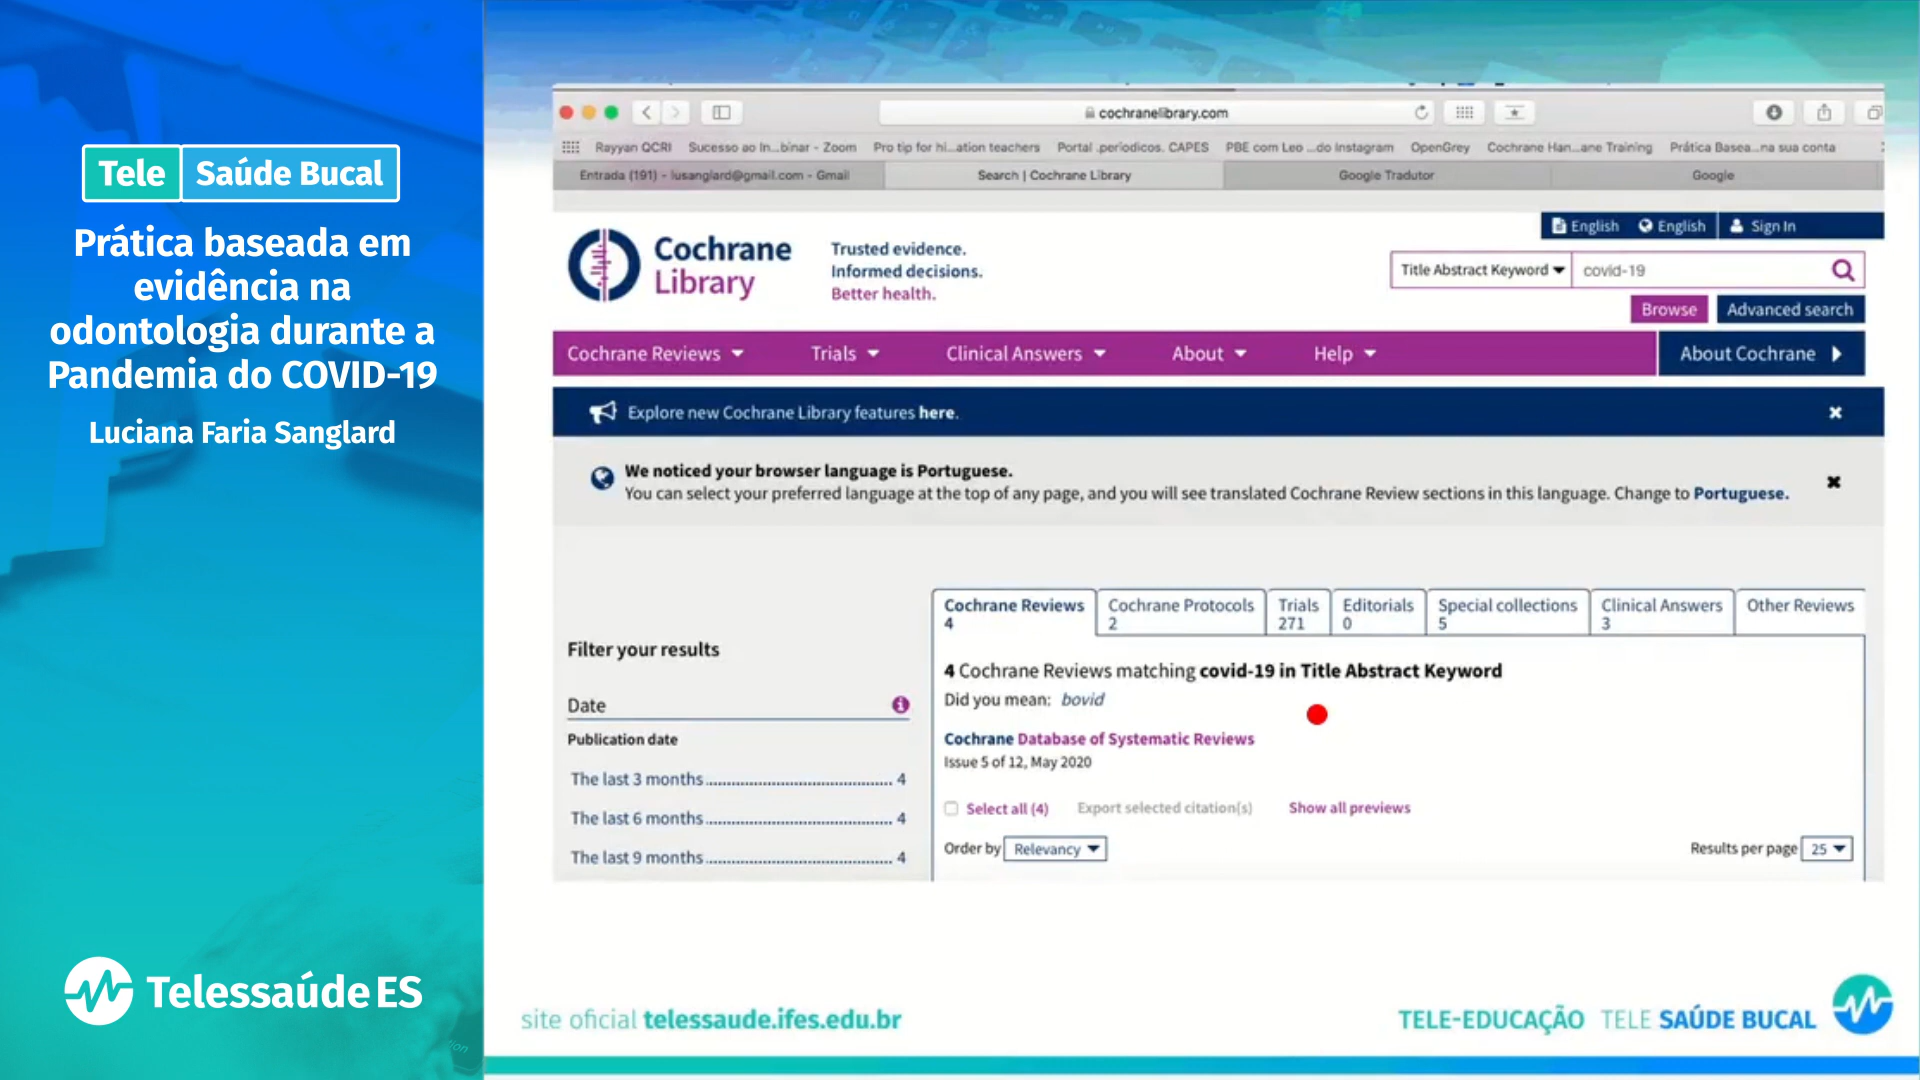 Tele Saúde Bucal
Prática baseada em
evidência na
odontologia durante a
Pandemia do COVID-19
Luciana Faria Sanglard
TelessaúdeES
cochranelibrary.com
Rayyan QCRI Sucesso ao In...binar - Zoom Pro tip for hi...ation teachers Portal .periodicos. CAPES PBE com Leo ...do Instagram OpenGrey Cochrane Han...ane Training Prática Basea...na sua conta
Entrada (191) - lusanglard@gmail.com - Gmail Search | Cochrane Library Google Tradutor Google
English English Sign In
Cochrane
Library
Trusted evidence.
Informed decisions.
Better health.
Title Abstract Keyword covid-19
Browse Advanced search
Cochrane Reviews Trials Clinical Answers About Help About Cochrane
Explore new Cochrane Library features here.
We noticed your browser language is Portuguese.
You can select your preferred language at the top of any page, and you will see translated Cochrane Review sections in this language. Change to Portuguese.
Filter your results
Date
Publication date
The last 3 months 4
The last 6 months 4
The last 9 months 4
Cochrane Reviews Cochrane Protocols Trials Editorials Special collections Clinical Answers Other Reviews
4 2 271 0 5 3
4 Cochrane Reviews matching covid-19 in Title Abstract Keyword
Did you mean: bovid
Cochrane Database of Systematic Reviews
Issue 5 of 12, May 2020
Select all (4) Export selected citation(s) Show all previews
Order by Relevancy Results per page 25
site oficial telessaude.ifes.edu.br
TELE-EDUCAÇÃO TELE SAÚDE BUCAL